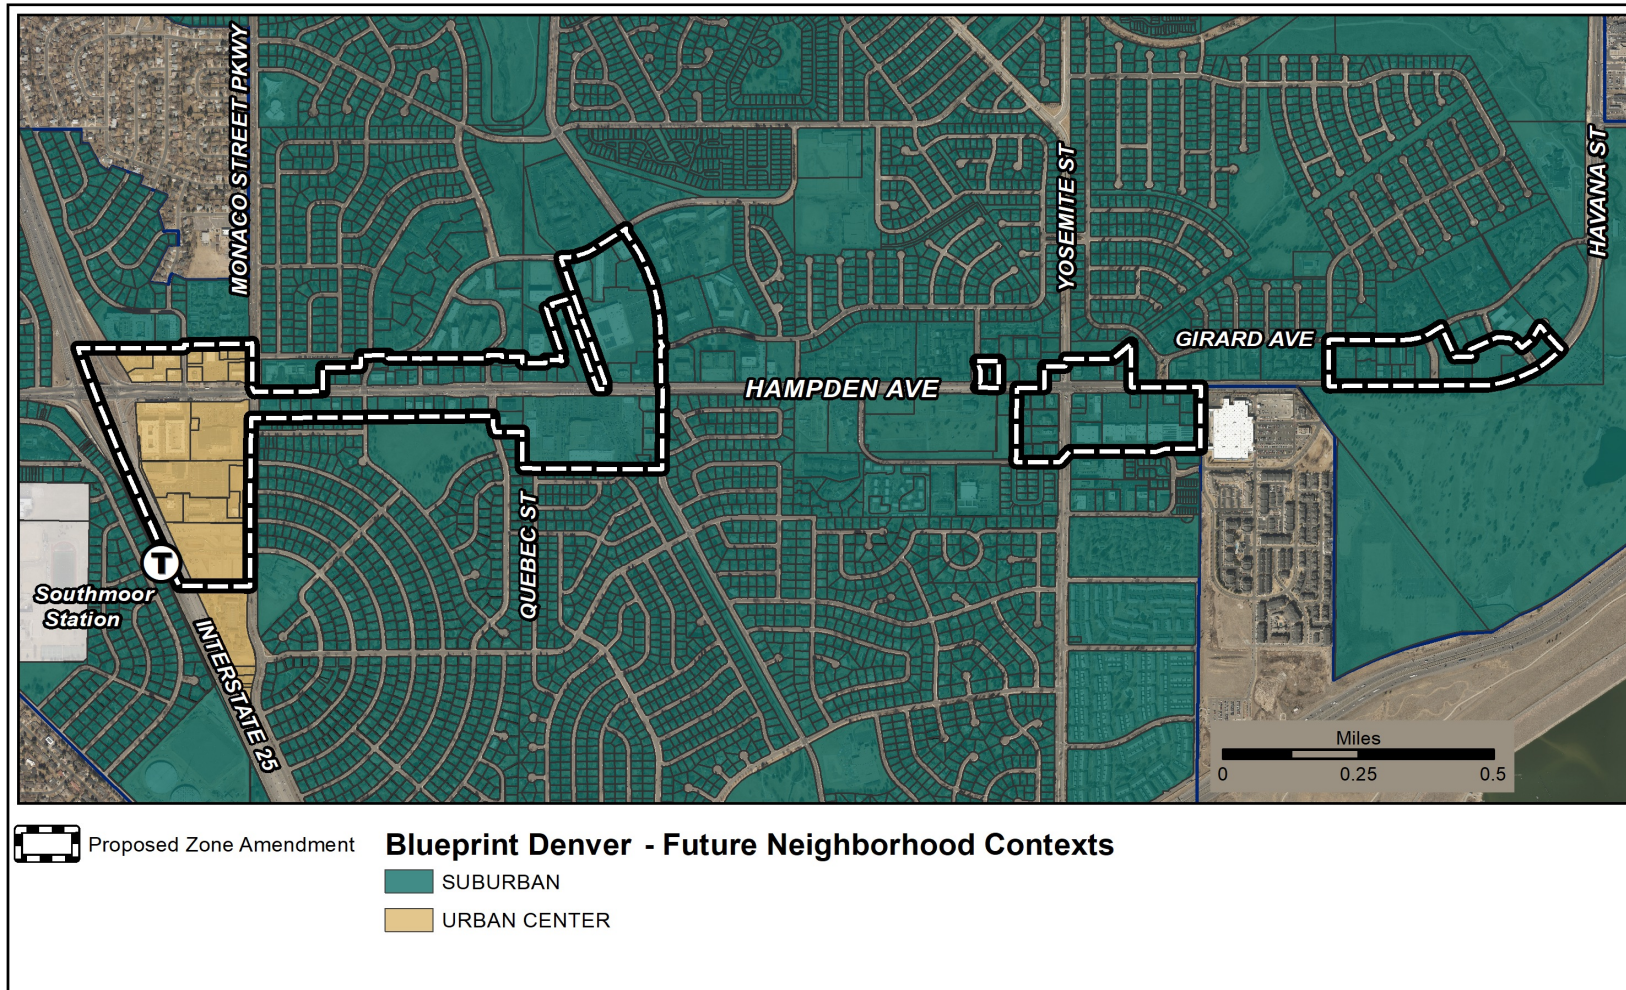 MONACO STREET PKWY
YOSEMITE ST
HAVANA ST
GIRARD AVE
HAMPDEN AVE
QUEBEC ST
T
Southmoor
Station
INTERSTATE 25
Miles
0 0.25 0.5
Proposed Zone Amendment
Blueprint Denver - Future Neighborhood Contexts
SUBURBAN
URBAN CENTER